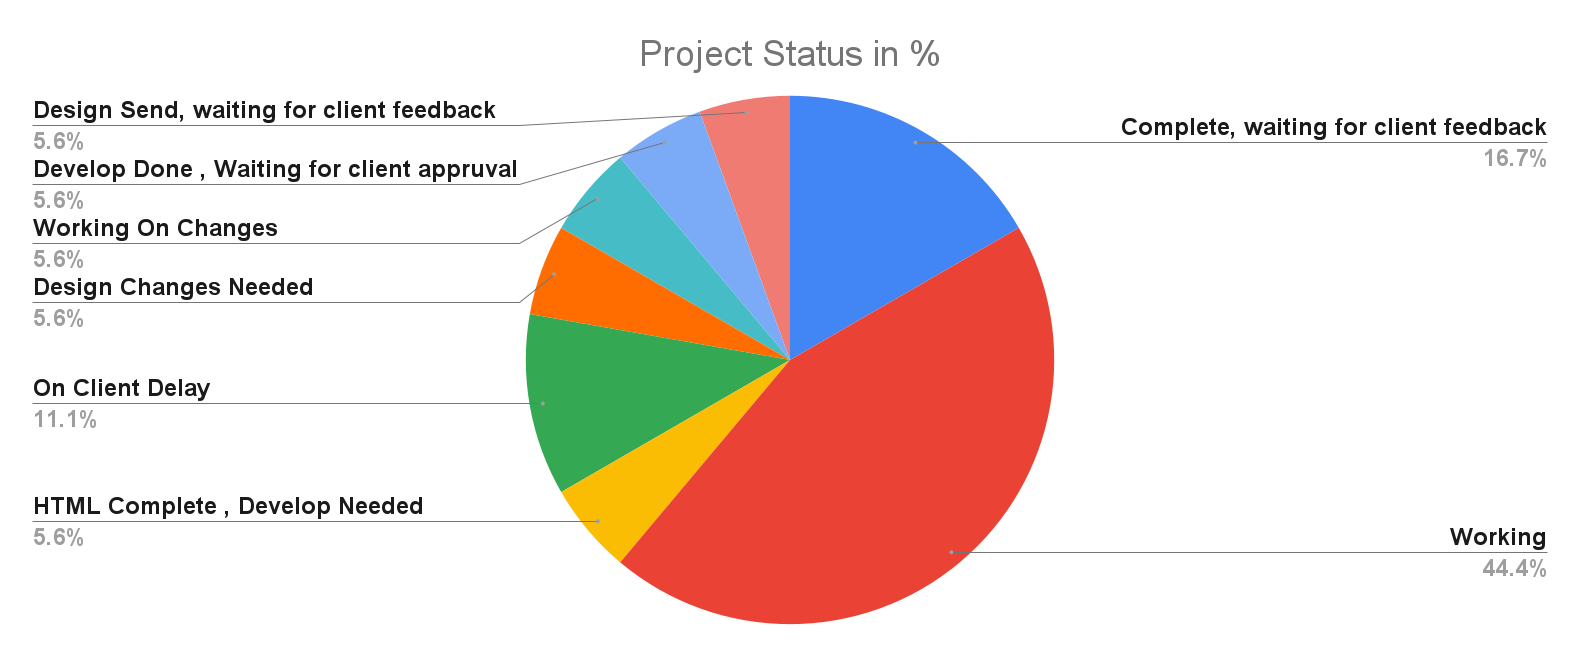 Project Status in %
Design Send, waiting for client feedback
5.6%
Develop Done , Waiting for client appruval
5.6%
Working On Changes
5.6%
Design Changes Needed
5.6%
On Client Delay
11.1%
HTML Complete , Develop Needed
5.6%
Complete, waiting for client feedback
16.7%
Working
44.4%